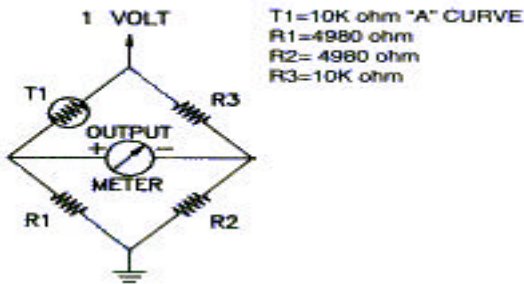 1 VOLT
T1=10K ohm "A" CURVE
R1=4980 ohm
R2= 4980 ohm
R3=10K ohm
T1
R3
OUTPUT
+ −
METER
R1
R2